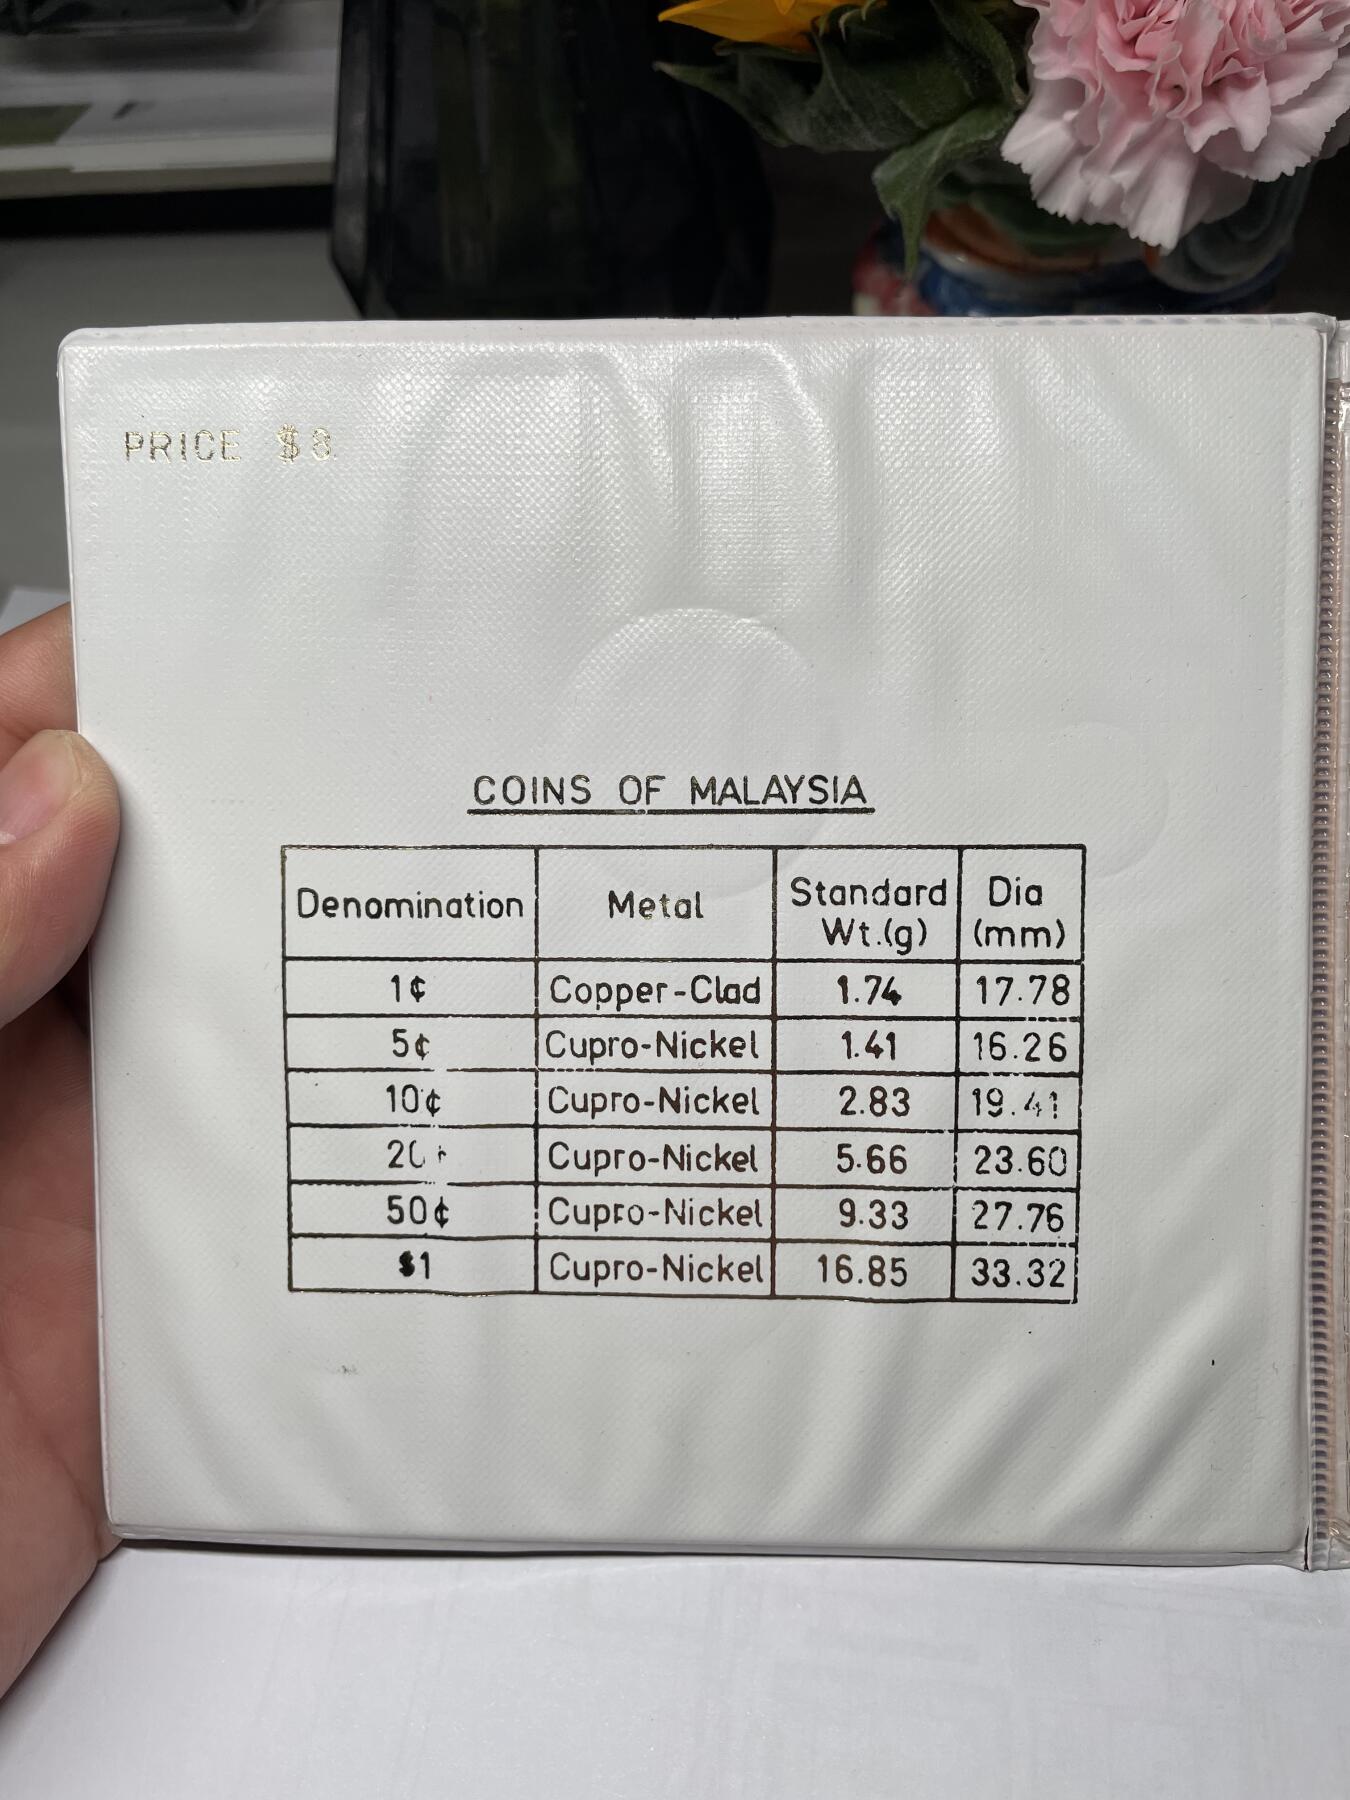 PRICE $8.
COINS OF MALAYSIA
Denomination Metal Standard Wt.(g) Dia (mm)
1¢ Copper-Clad 1.74 17.78
5¢ Cupro-Nickel 1.41 16.26
10¢ Cupro-Nickel 2.83 19.41
20¢ Cupro-Nickel 5.66 23.60
50¢ Cupro-Nickel 9.33 27.76
$1 Cupro-Nickel 16.85 33.32